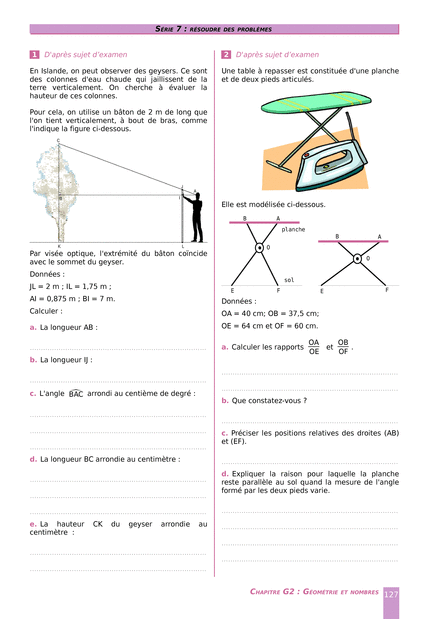 SÉRIE 7 : RÉSOUDRE DES PROBLÈMES
1 D'après sujet d'examen
En Islande, on peut observer des geysers. Ce sont
des colonnes d'eau chaude qui jaillissent de la
terre verticalement. On cherche à évaluer la
hauteur de ces colonnes.
Pour cela, on utilise un bâton de 2 m de long que
l'on tient verticalement, à bout de bras, comme
l'indique la figure ci-dessous.
C
J
A
B
I
K
L
Par visée optique, l'extrémité du bâton coïncide
avec le sommet du geyser.
Données :
JL = 2 m ; IL = 1,75 m ;
AI = 0,875 m ; BI = 7 m.
Calculer :
a. La longueur AB :
b. La longueur IJ :
c. L'angle BAC arrondi au centième de degré :
d. La longueur BC arrondie au centimètre :
e. La hauteur CK du geyser arrondie au
centimètre :
2 D'après sujet d'examen
Une table à repasser est constituée d'une planche
et de deux pieds articulés.
Elle est modélisée ci-dessous.
B A
planche
O
sol
E F
B A
O
E F
Données :
OA = 40 cm; OB = 37,5 cm;
OE = 64 cm et OF = 60 cm.
a. Calculer les rapports OA/OE et OB/OF .
b. Que constatez-vous ?
c. Préciser les positions relatives des droites (AB)
et (EF).
d. Expliquer la raison pour laquelle la planche
reste parallèle au sol quand la mesure de l'angle
formé par les deux pieds varie.
CHAPITRE G2 : GÉOMÉTRIE ET NOMBRES 127